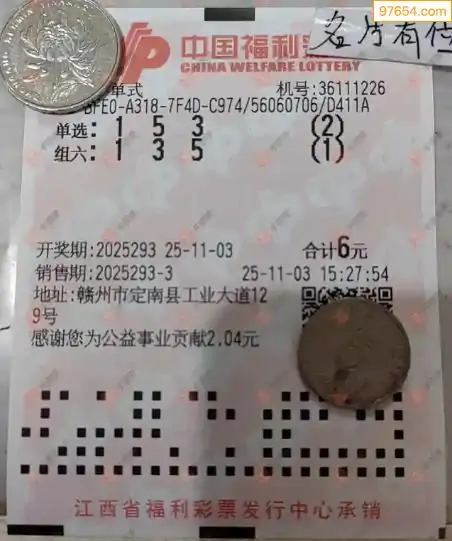 97654.com
名片有位
中国福利彩
CHINA WELFARE LOTTERY
单式 机号:36111226
BFE0-A318-7F4D-C974/56060706/D411A
单选: 1 5 3 (2)
组六: 1 3 5 (1)
开奖期:2025293 25-11-03 合计6元
销售期:2025293-3 25-11-03 15:27:54
地址:赣州市定南县工业大道12
9号
感谢您为公益事业贡献2.04元
江西省福利彩票发行中心承销